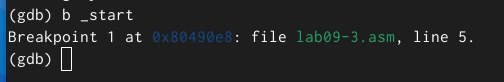 (gdb) b _start
Breakpoint 1 at 0x80490e8: file lab09-3.asm, line 5.
(gdb)